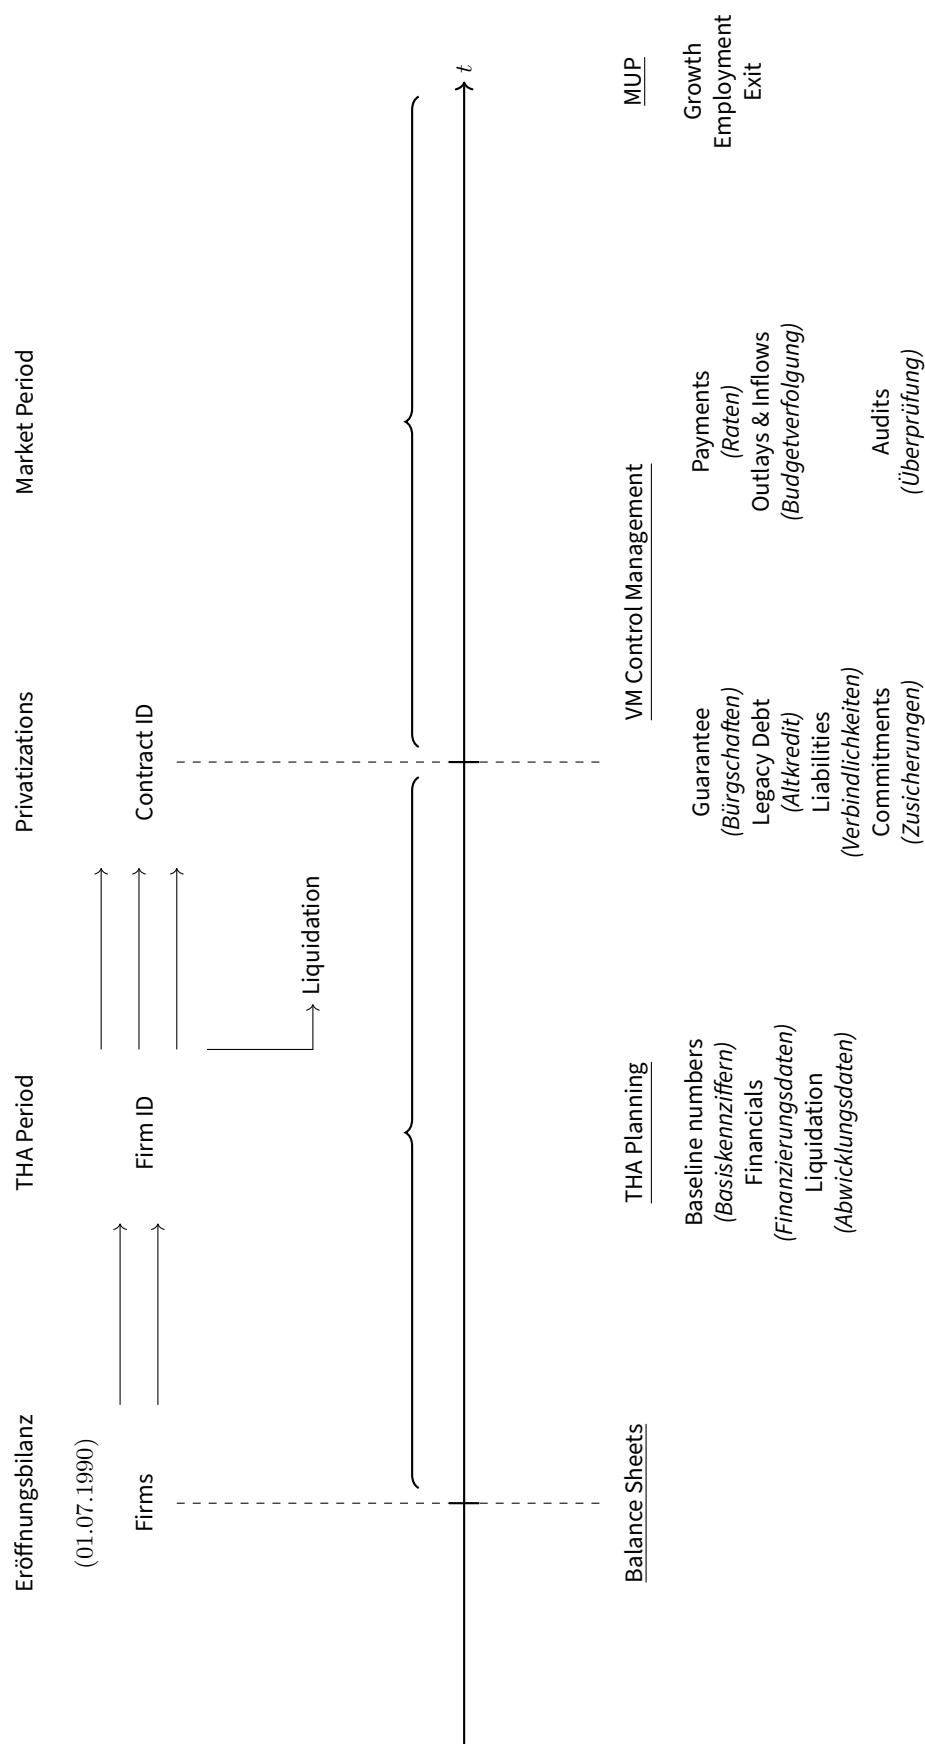 Eröffnungsbilanz
THA Period
Privatizations
Market Period
(01.07.1990)
Firms
Firm ID
Contract ID
Liquidation
t
Balance Sheets
THA Planning
VM Control Management
MUP
Baseline numbers
(Basiskennziffern)
Financials
(Finanzierungsdaten)
Liquidation
(Abwicklungsdaten)
Guarantee
(Bürgschaften)
Legacy Debt
(Altkredit)
Liabilities
(Verbindlichkeiten)
Commitments
(Zusicherungen)
Payments
(Raten)
Outlays & Inflows
(Budgetverfolgung)
Audits
(Überprüfung)
Growth
Employment
Exit